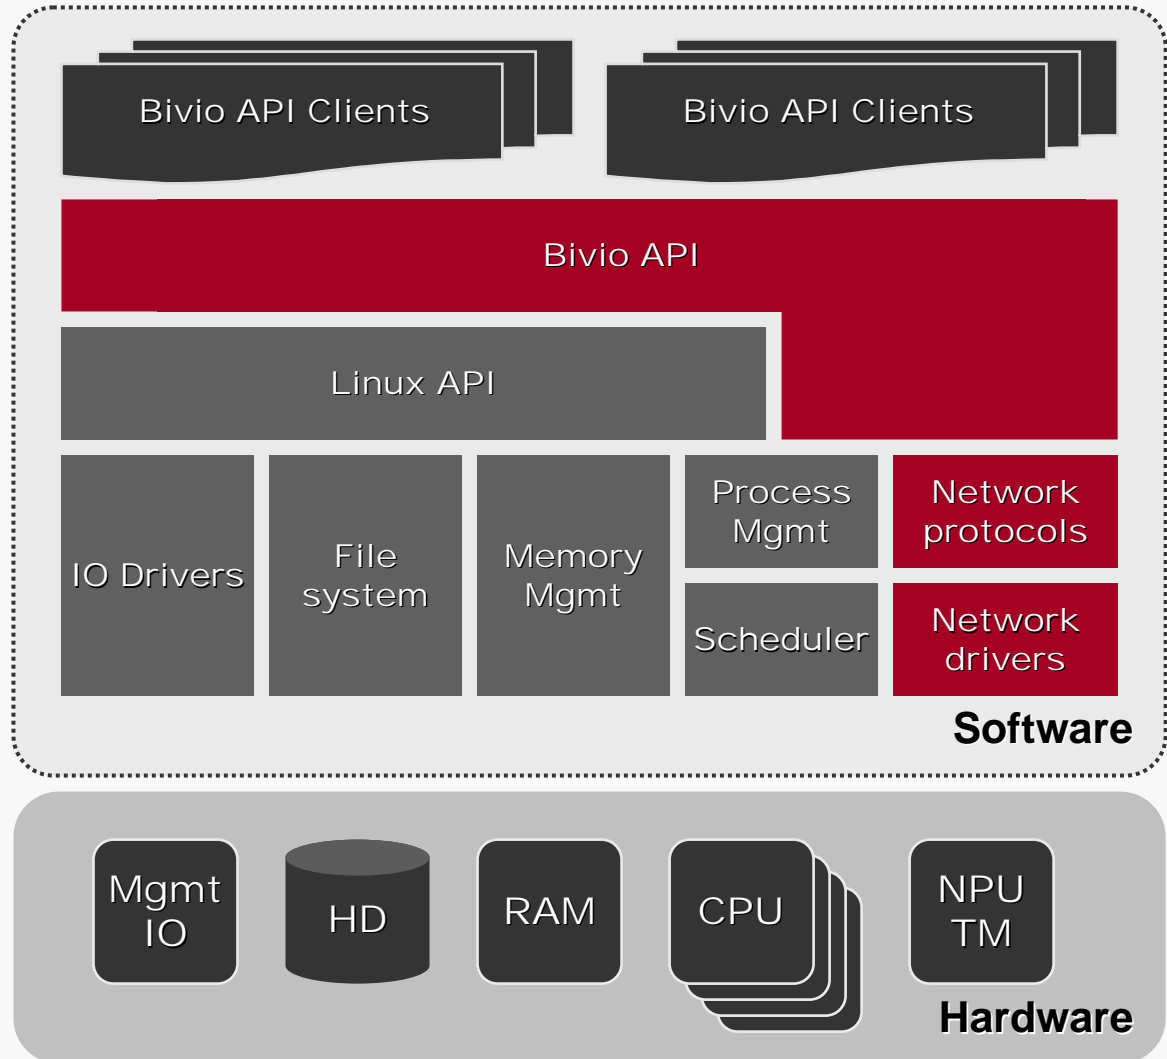 Bivio API Clients
Bivio API Clients
Bivio API
Linux API
IO Drivers
File
system
Memory
Mgmt
Process
Mgmt
Scheduler
Network
protocols
Network
drivers
Software
Mgmt
IO
HD
RAM
CPU
NPU
TM
Hardware